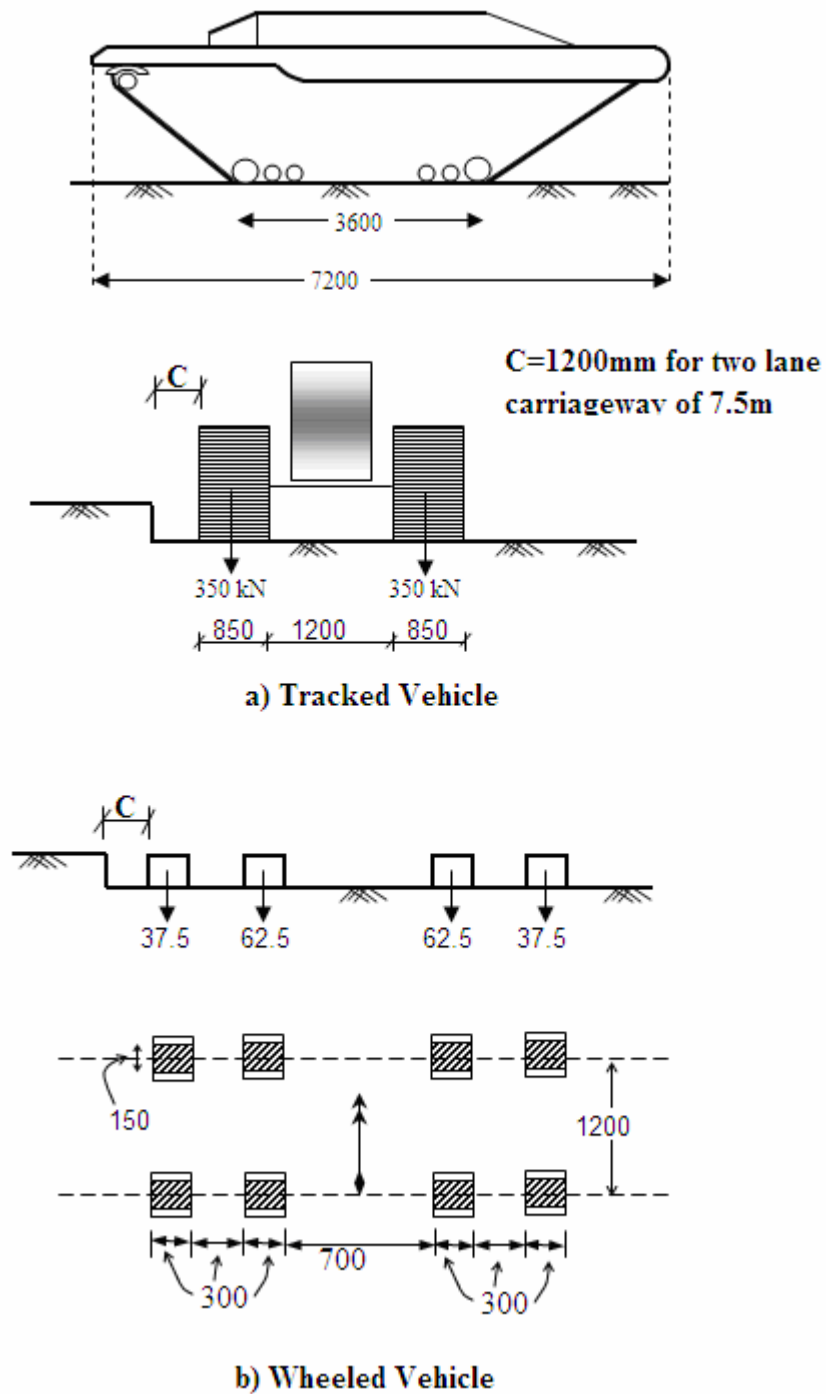 3600
7200
C=1200mm for two lane
carriageway of 7.5m
C
350 kN 350 kN
850 1200 850
a) Tracked Vehicle
C
37.5 62.5 62.5 37.5
150
1200
700
300 300
b) Wheeled Vehicle